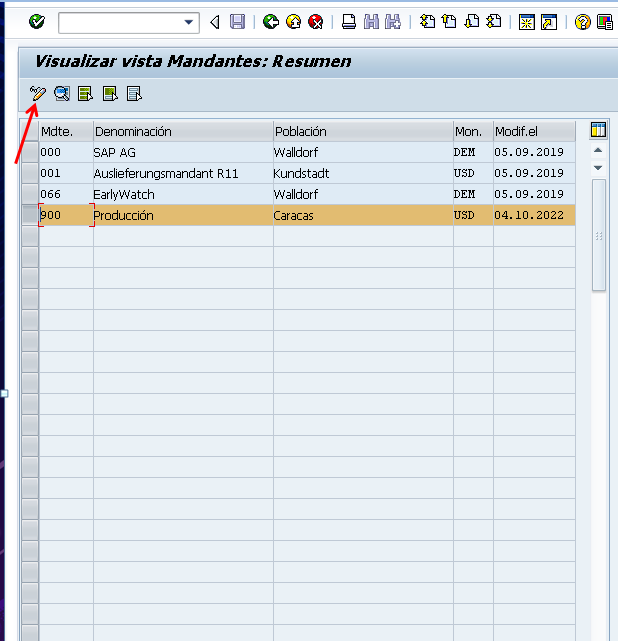 Visualizar vista Mandantes: Resumen
Mdte. Denominación Población Mon. Modif.el
000 SAP AG Walldorf DEM 05.09.2019
001 Auslieferungsmandant R11 Kundstadt USD 05.09.2019
066 EarlyWatch Walldorf DEM 05.09.2019
900 Producción Caracas USD 04.10.2022